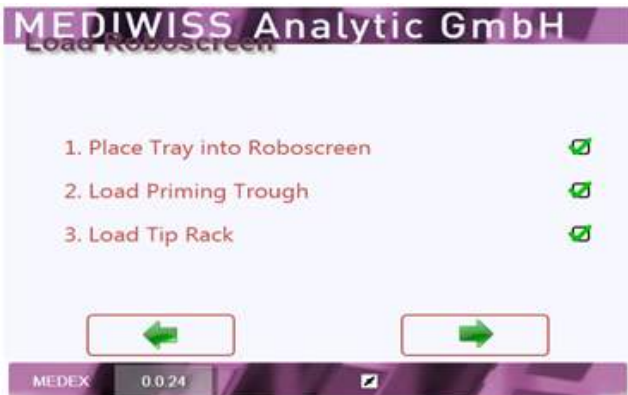 MEDIWISS Analytic GmbH
Load Roboscreen
1. Place Tray into Roboscreen
2. Load Priming Trough
3. Load Tip Rack
MEDEX 0.0.24